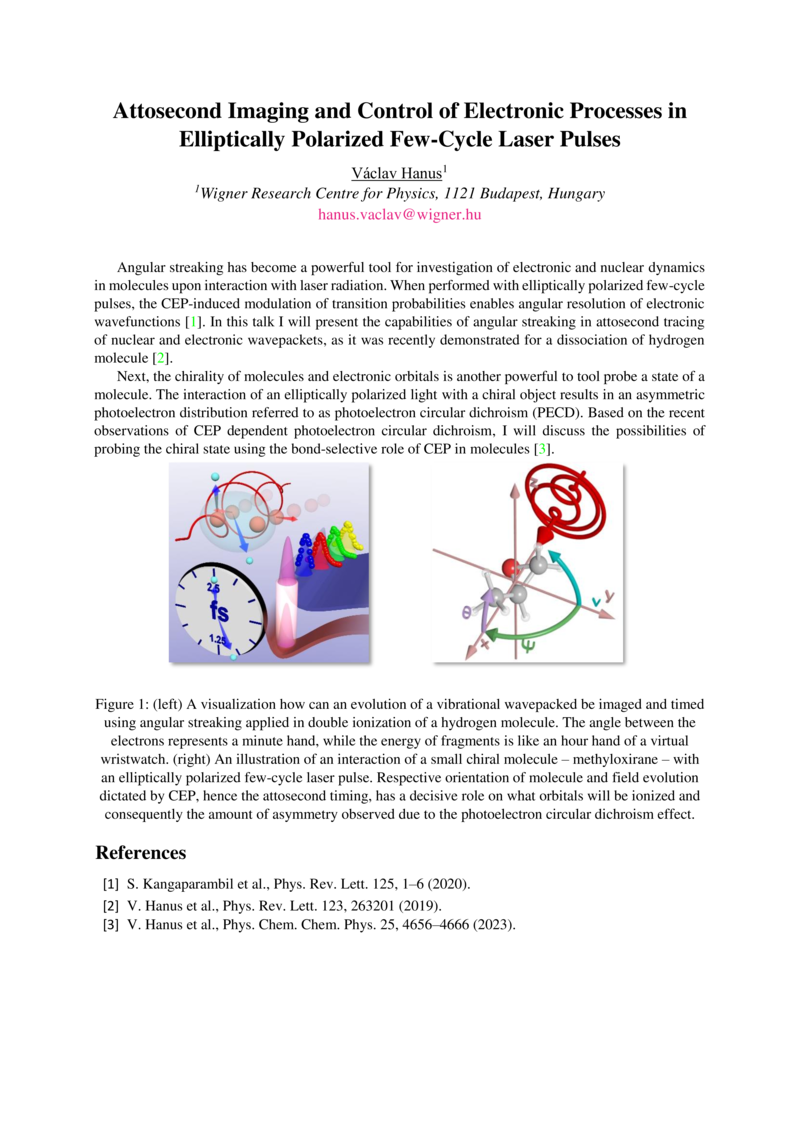 Attosecond Imaging and Control of Electronic Processes in
Elliptically Polarized Few-Cycle Laser Pulses
Václav Hanus1
1Wigner Research Centre for Physics, 1121 Budapest, Hungary
hanus.vaclav@wigner.hu
Angular streaking has become a powerful tool for investigation of electronic and nuclear dynamics
in molecules upon interaction with laser radiation. When performed with elliptically polarized few-cycle
pulses, the CEP-induced modulation of transition probabilities enables angular resolution of electronic
wavefunctions [1]. In this talk I will present the capabilities of angular streaking in attosecond tracing
of nuclear and electronic wavepackets, as it was recently demonstrated for a dissociation of hydrogen
molecule [2].
Next, the chirality of molecules and electronic orbitals is another powerful to tool probe a state of a
molecule. The interaction of an elliptically polarized light with a chiral object results in an asymmetric
photoelectron distribution referred to as photoelectron circular dichroism (PECD). Based on the recent
observations of CEP dependent photoelectron circular dichroism, I will discuss the possibilities of
probing the chiral state using the bond-selective role of CEP in molecules [3].
2.5
fs
1.25
z
y
v
θ
x
ψ
Figure 1: (left) A visualization how can an evolution of a vibrational wavepacked be imaged and timed
using angular streaking applied in double ionization of a hydrogen molecule. The angle between the
electrons represents a minute hand, while the energy of fragments is like an hour hand of a virtual
wristwatch. (right) An illustration of an interaction of a small chiral molecule – methyloxirane – with
an elliptically polarized few-cycle laser pulse. Respective orientation of molecule and field evolution
dictated by CEP, hence the attosecond timing, has a decisive role on what orbitals will be ionized and
consequently the amount of asymmetry observed due to the photoelectron circular dichroism effect.
References
[1] S. Kangaparambil et al., Phys. Rev. Lett. 125, 1–6 (2020).
[2] V. Hanus et al., Phys. Rev. Lett. 123, 263201 (2019).
[3] V. Hanus et al., Phys. Chem. Chem. Phys. 25, 4656–4666 (2023).